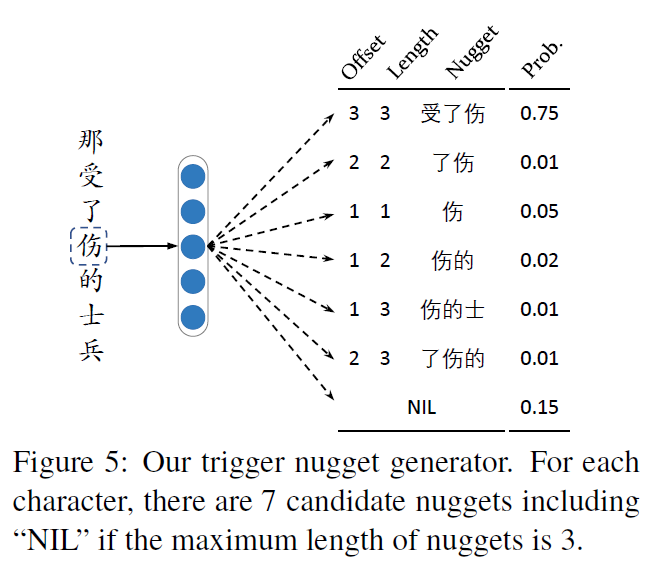 那受了伤的士兵
Offset Length Nugget Prob.
3 3 受了伤 0.75
2 2 了伤 0.01
1 1 伤 0.05
1 2 伤的 0.02
1 3 伤的士 0.01
2 3 了伤的 0.01
NIL 0.15
Figure 5: Our trigger nugget generator. For each
character, there are 7 candidate nuggets including
“NIL” if the maximum length of nuggets is 3.